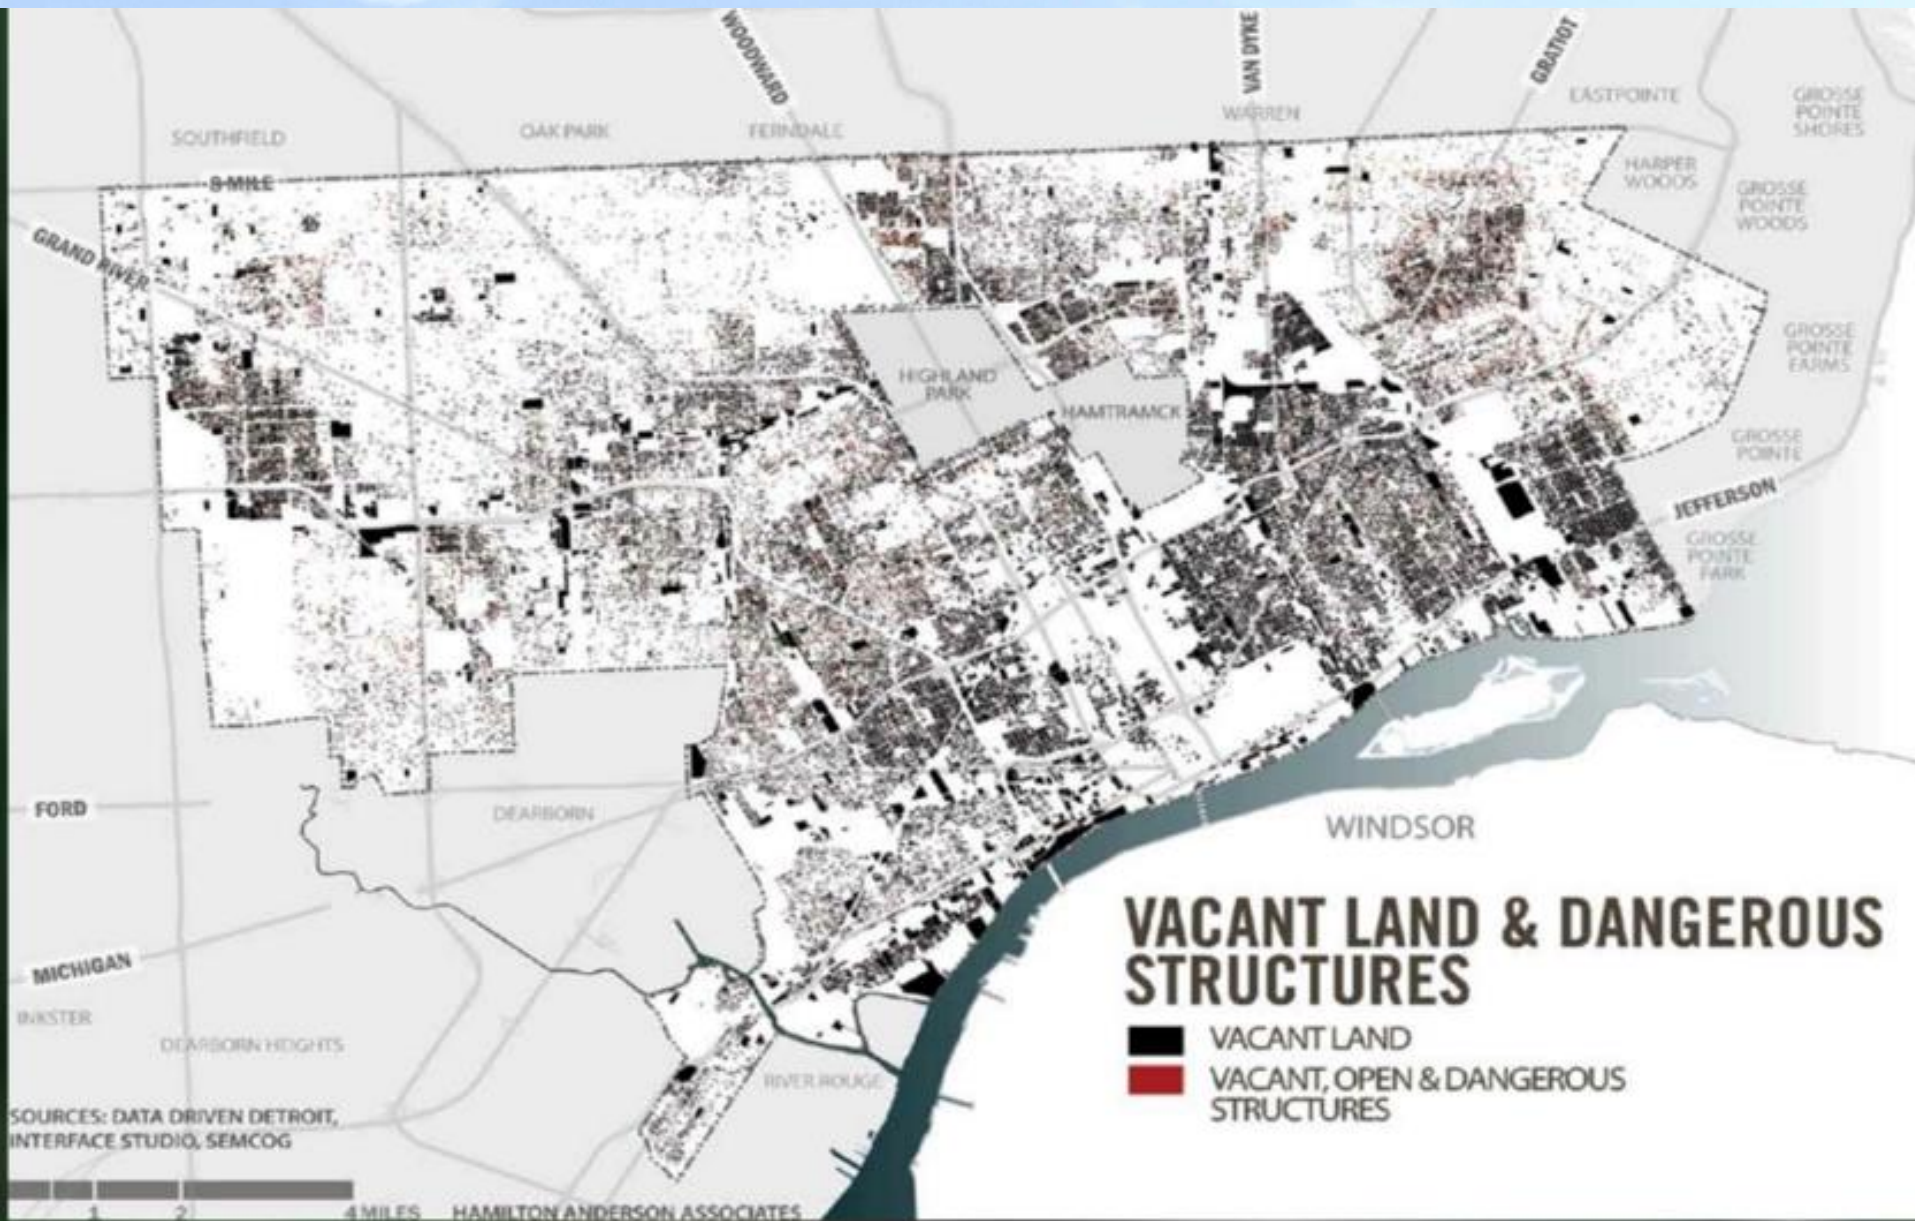 WOODWARD
VAN DYKE
GRATIOT
EASTPOINTE
GROSSE
POINTE
SHORES
SOUTHFIELD
OAK PARK
FERNDALE
WARREN
8 MILE
HARPER
WOODS
GROSSE
POINTE
WOODS
GRAND RIVER
GROSSE
POINTE
FARMS
HIGHLAND
PARK
HAMTRAMCK
GROSSE
POINTE
JEFFERSON
GROSSE
POINTE
PARK
FORD
DEARBORN
WINDSOR
MICHIGAN
INKSTER
DEARBORN HEIGHTS
RIVER ROUGE
VACANT LAND & DANGEROUS
STRUCTURES
VACANT LAND
VACANT, OPEN & DANGEROUS
STRUCTURES
SOURCES: DATA DRIVEN DETROIT,
INTERFACE STUDIO, SEMCOG
1 2 4 MILES
HAMILTON ANDERSON ASSOCIATES